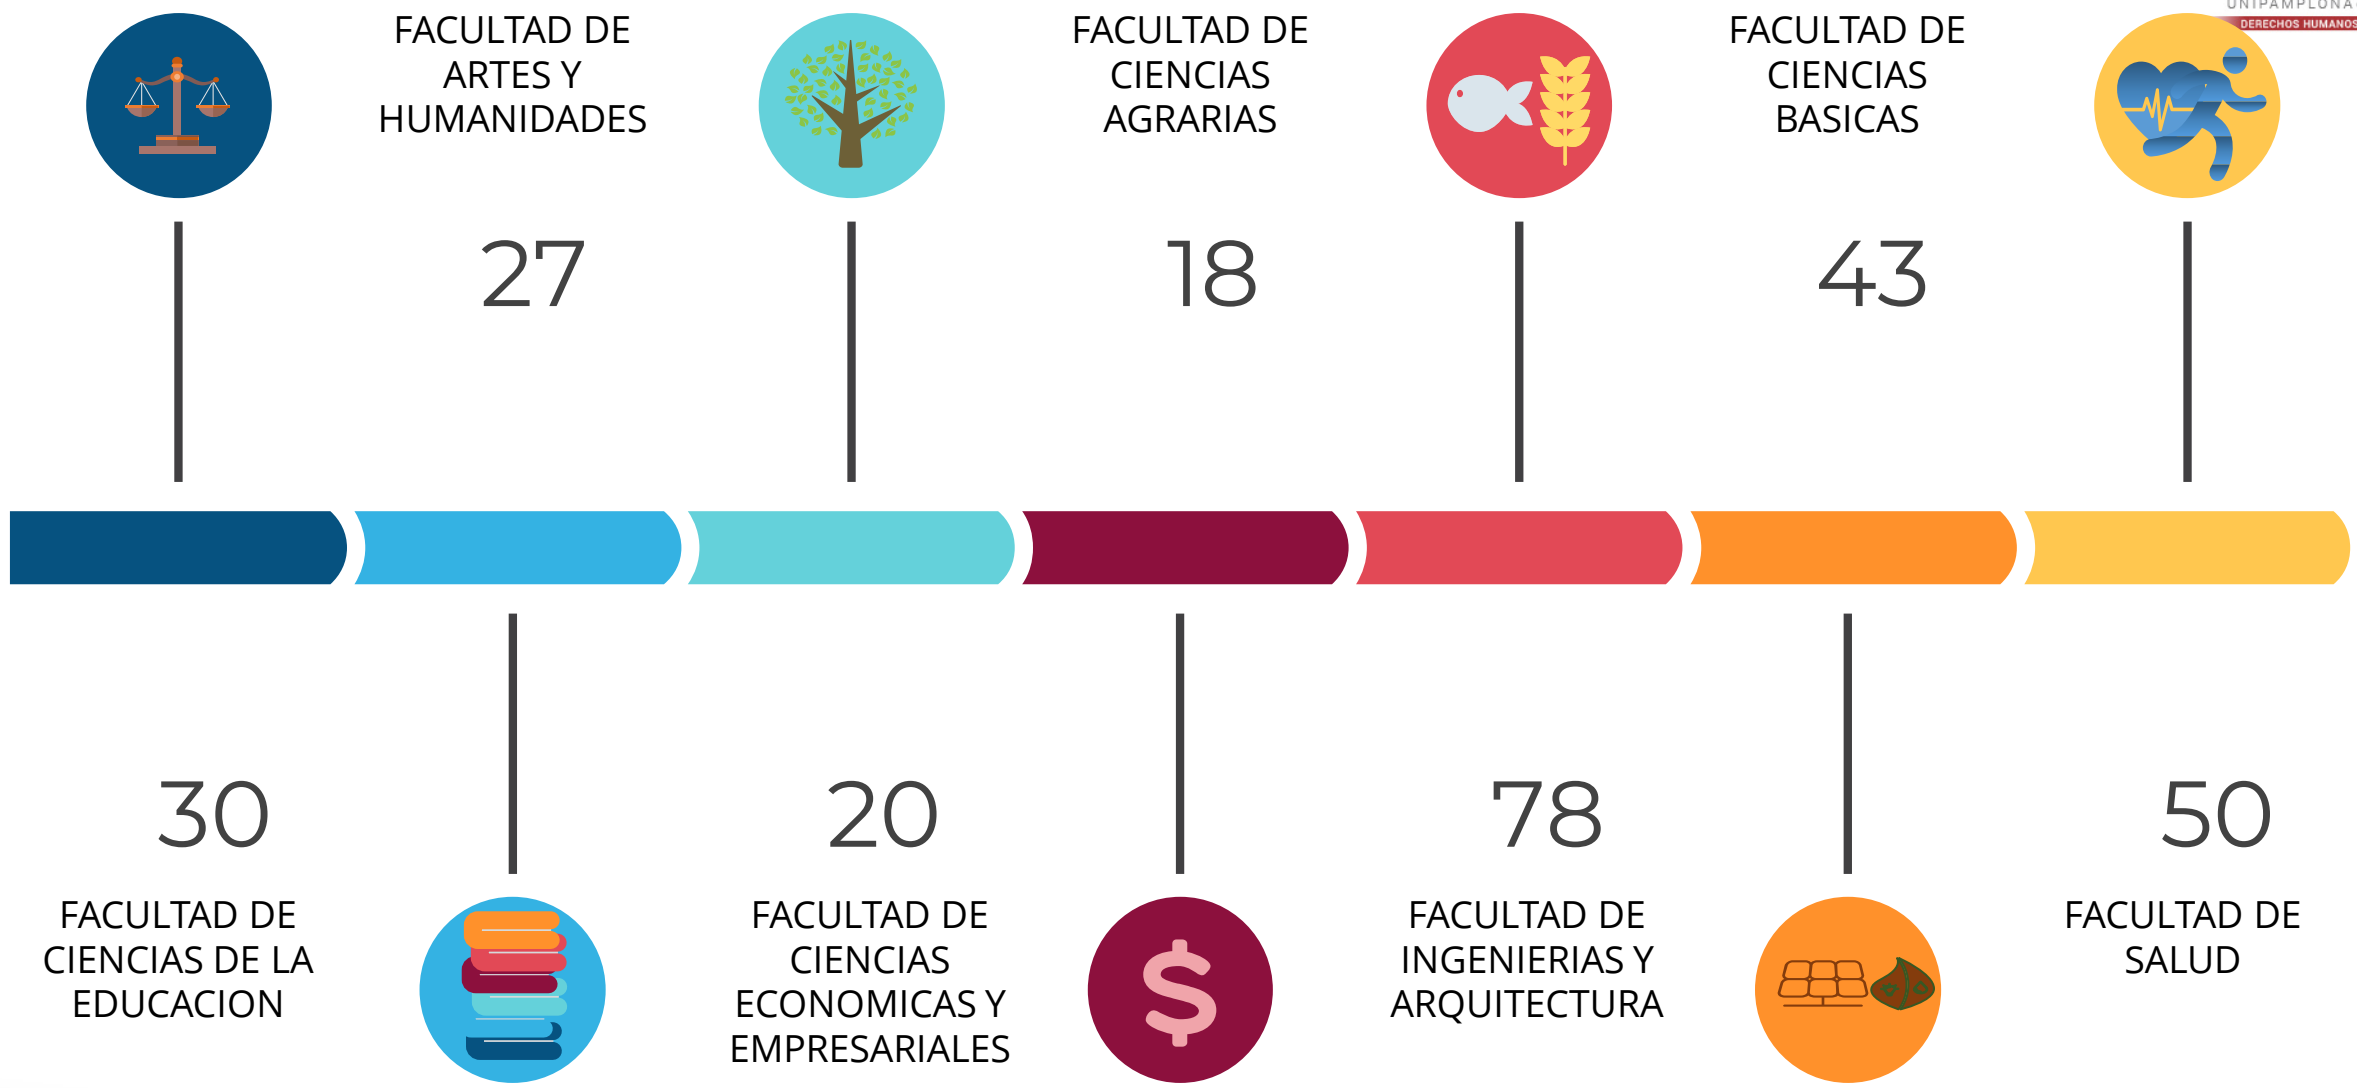 UNIPAMPLONA
DERECHOS HUMANOS
FACULTAD DE
ARTES Y
HUMANIDADES
27
FACULTAD DE
CIENCIAS
AGRARIAS
18
FACULTAD DE
CIENCIAS
BASICAS
43
30
FACULTAD DE
CIENCIAS DE LA
EDUCACION
20
FACULTAD DE
CIENCIAS
ECONOMICAS Y
EMPRESARIALES
$
78
FACULTAD DE
INGENIERIAS Y
ARQUITECTURA
50
FACULTAD DE
SALUD